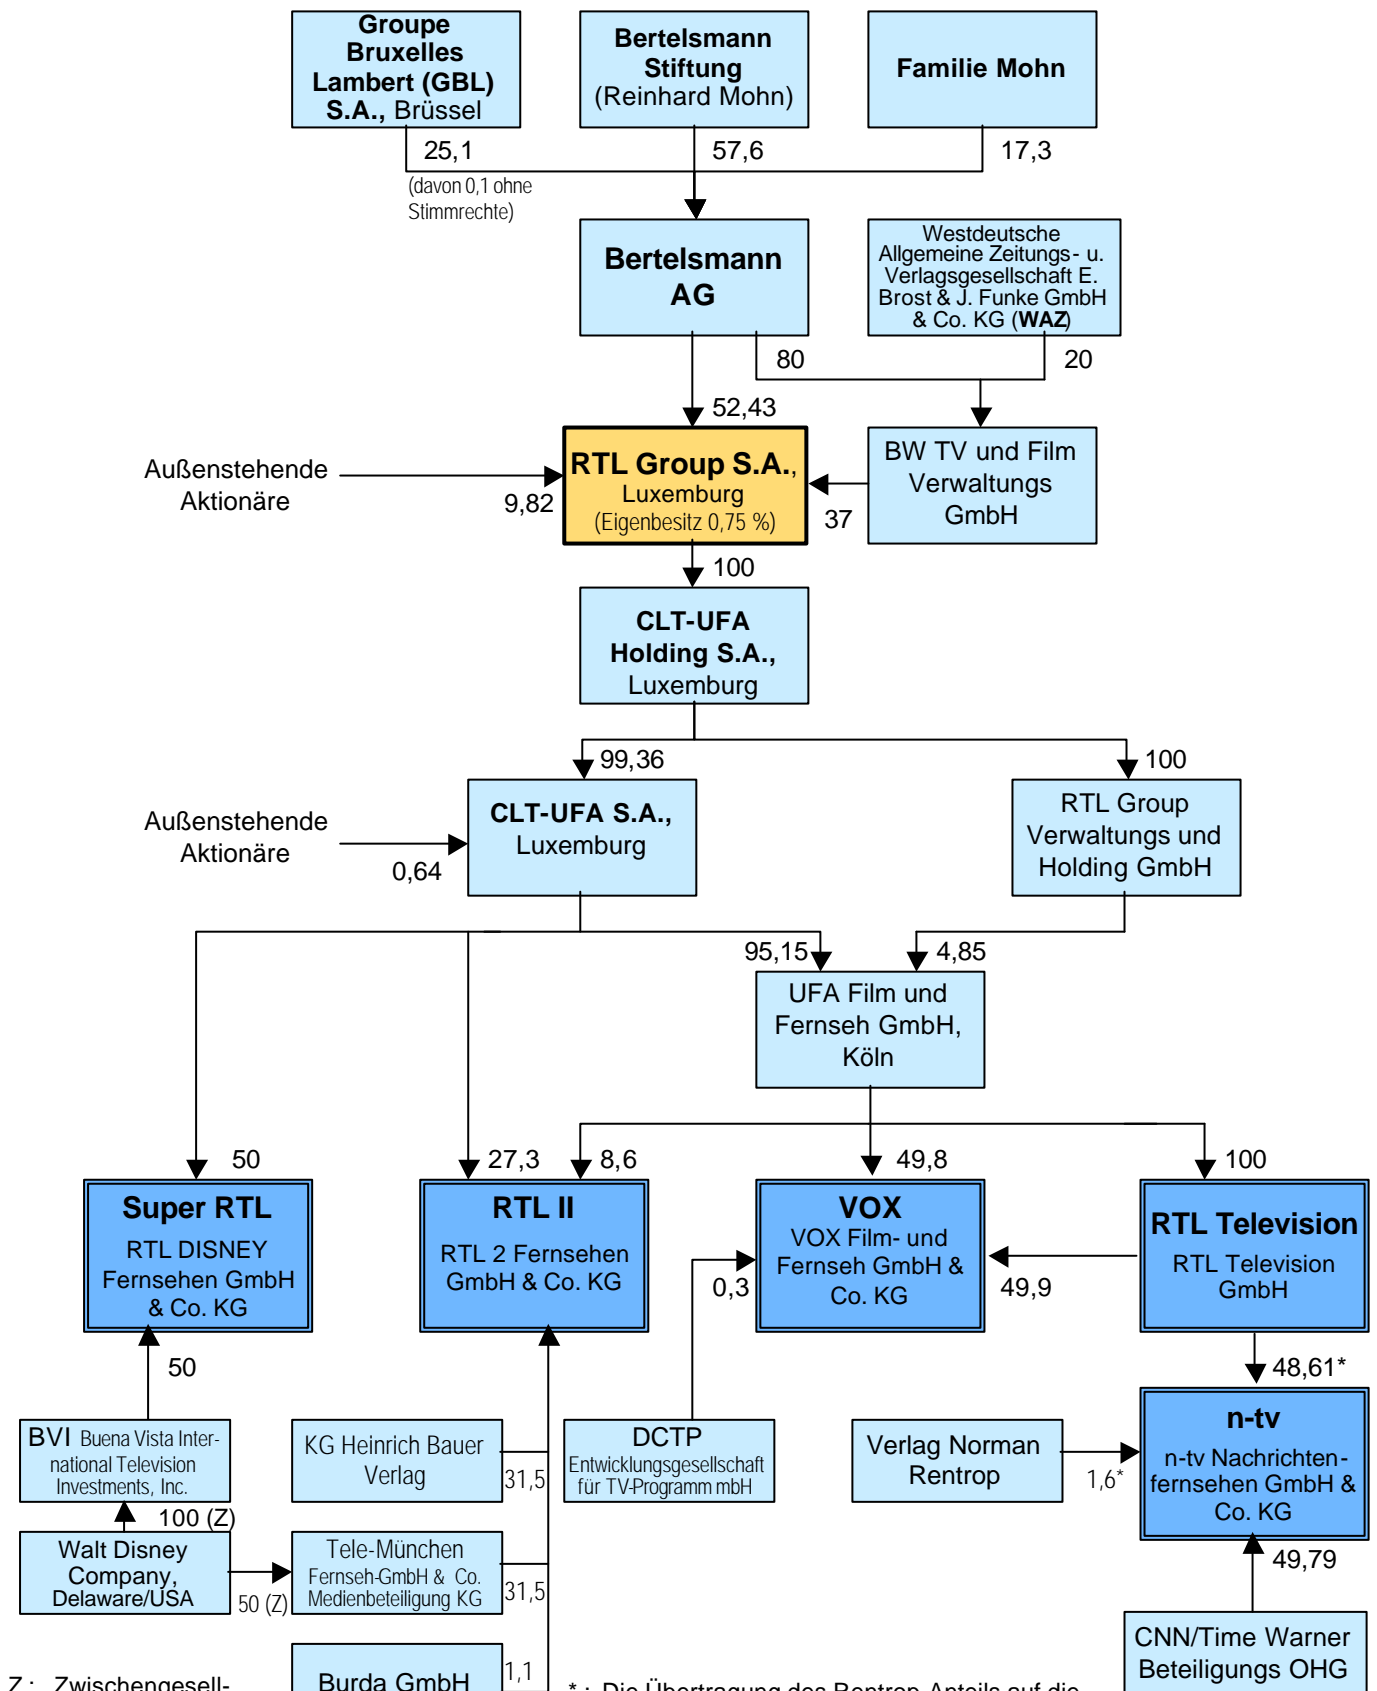 Groupe
Bruxelles
Lambert (GBL)
S.A., Brüssel
Bertelsmann
Stiftung
(Reinhard Mohn)
Familie Mohn
25,1
57,6
17,3
(davon 0,1 ohne
Stimmrechte)
Bertelsmann
AG
Westdeutsche
Allgemeine Zeitungs- u.
Verlagsgesellschaft E.
Brost & J. Funke GmbH
& Co. KG (WAZ)
80
20
52,43
Außenstehende
Aktionäre
9,82
RTL Group S.A.,
Luxemburg
(Eigenbesitz 0,75 %)
37
BW TV und Film
Verwaltungs
GmbH
100
CLT-UFA
Holding S.A.,
Luxemburg
99,36
100
Außenstehende
Aktionäre
0,64
CLT-UFA S.A.,
Luxemburg
RTL Group
Verwaltungs und
Holding GmbH
95,15
4,85
UFA Film und
Fernseh GmbH,
Köln
50
27,3
8,6
49,8
100
Super RTL
RTL DISNEY
Fernsehen GmbH
& Co. KG
RTL II
RTL 2 Fernsehen
GmbH & Co. KG
VOX
VOX Film- und
Fernseh GmbH &
Co. KG
RTL Television
RTL Television
GmbH
0,3
49,9
50
48,61*
BVI Buena Vista Inter-
national Television
Investments, Inc.
KG Heinrich Bauer
Verlag
31,5
DCTP
Entwicklungsgesellschaft
für TV-Programm mbH
Verlag Norman
Rentrop
1,6*
n-tv
n-tv Nachrichten-
fernsehen GmbH &
Co. KG
100 (Z)
Walt Disney
Company,
Delaware/USA
50 (Z)
Tele-München
Fernseh-GmbH & Co.
Medienbeteiligung KG
31,5
49,79
CNN/Time Warner
Beteiligungs OHG
Burda GmbH
1,1
Z : Zwischengesell-
* : Die Übertragung des Rentrop-Anteils auf die